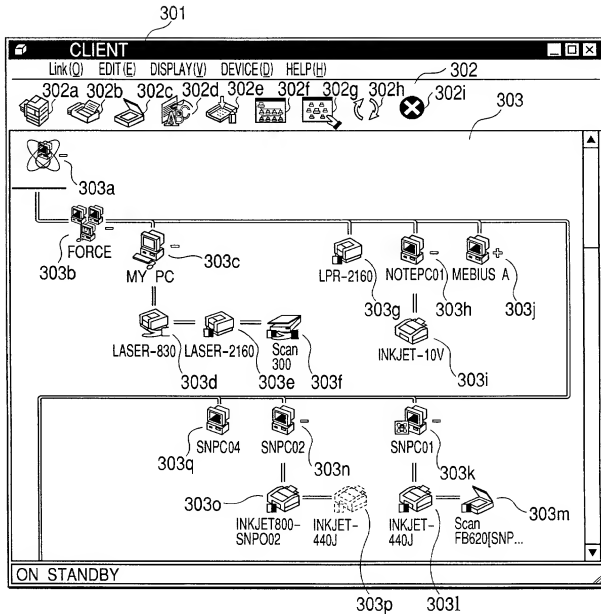 301
CLIENT
Link(O) EDIT(E) DISPLAY(V) DEVICE(D) HELP(H)
302
302a 302b 302c 302d 302e 302f 302g 302h 302i
303
303a
303b FORCE
MY PC 303c
LPR-2160 NOTEPC01 MEBIUS A
303g 303h 303j
LASER-830 LASER-2160 Scan 300
INKJET-10V
303d 303e 303f
303i
SNPC04 SNPC02 SNPC01
303q 303n 303k
303o
303m
INKJET800-SNPO02 INKJET-440J INKJET-440J Scan FB620[SNP...
ON STANDBY
303p 303l